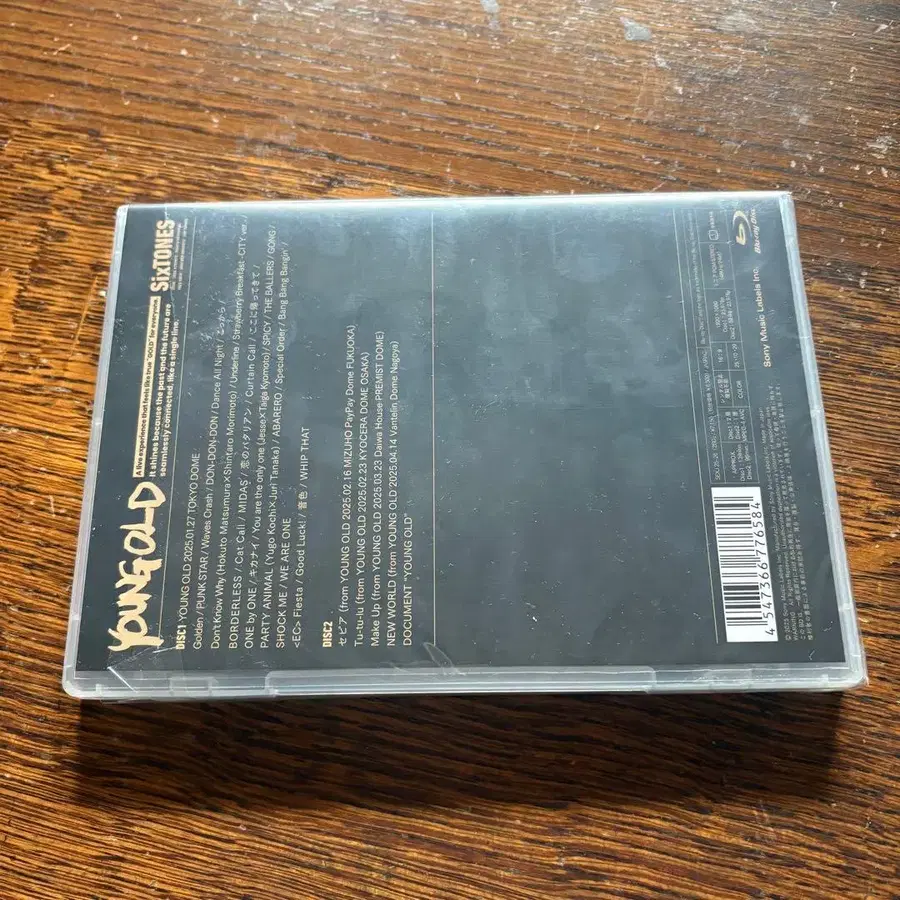 YOUNG OLD
A live experience that feels like true "GOLD" for everyone.
It shines because the past and the future are
seamlessly connected, like a single line.
SixTONES
DISC1 YOUNG OLD 2025.01.27 TOKYO DOME
Golden / PUNK STAR / Waves Crash / DON-DON-DON / Dance All Night / こっから /
Don't Know Why (Hokuto Matsumura×Shintaro Morimoto) / Underline / Strawberry Breakfast -CITY ver. /
BORDERLESS / Cat Call / MIDAS / 恋のバタリアン / Curtain Call / ここに帰ってきて /
ONE by ONE / キカナイ / You are the only one (Jesse×Taiga Kyomoto) / SPICY / THE BALLERS / GONG /
PARTY ANIMAL (Yugo Kochi×Juri Tanaka) / ABARERO / Special Order / Bang Bang Bangin' /
SHOCK ME / WE ARE ONE
<EC> Fiesta / Good Luck! / 音色 / WHIP THAT
DISC2
セピア (from YOUNG OLD 2025.02.16 MIZUHO PayPay Dome FUKUOKA)
Tu-tu-lu (from YOUNG OLD 2025.02.23 KYOCERA DOME OSAKA)
Make Up (from YOUNG OLD 2025.03.23 Daiwa House PREMIST DOME)
NEW WORLD (from YOUNG OLD 2025.04.14 Vantelin Dome Nagoya)
DOCUMENT "YOUNG OLD"
4 547366 776584
COLOR
Blu-ray Disc
Sony Music Labels Inc.